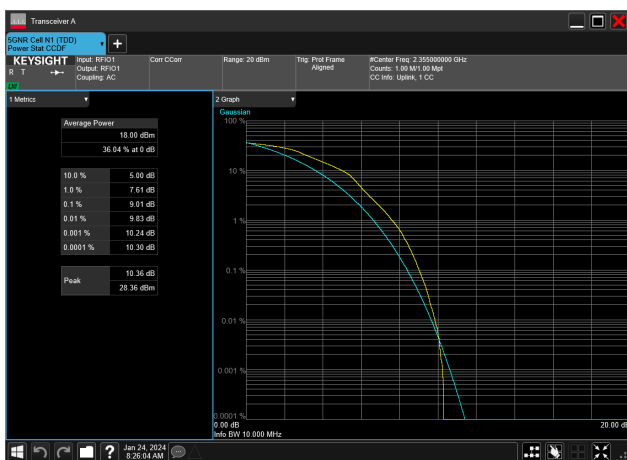 Transceiver A
5GNR Cell N1 (TDD)
Power Stat CCDF
KEYSIGHT
R T
LNI
Input: RFIO1
Output: RFIO1
Coupling: AC
Corr CCorr
Range: 20 dBm
Trig: Prot Frame
Aligned
#Center Freq: 2.355000000 GHz
Counts: 1.00 M/1.00 Mpt
CC Info: Uplink, 1 CC
1 Metrics
Average Power
18.00 dBm
36.04 % at 0 dB
10.0 % 5.00 dB
1.0 % 7.61 dB
0.1 % 9.01 dB
0.01 % 9.83 dB
0.001 % 10.24 dB
0.0001 % 10.30 dB
Peak
10.36 dB
28.36 dBm
2 Graph
Gaussian
100 %
10 %
1 %
0.1 %
0.01 %
0.001 %
0.0001 %
0.00 dB 20.00 dB
Info BW 10.000 MHz
?
Jan 24, 2024
8:26:04 AM